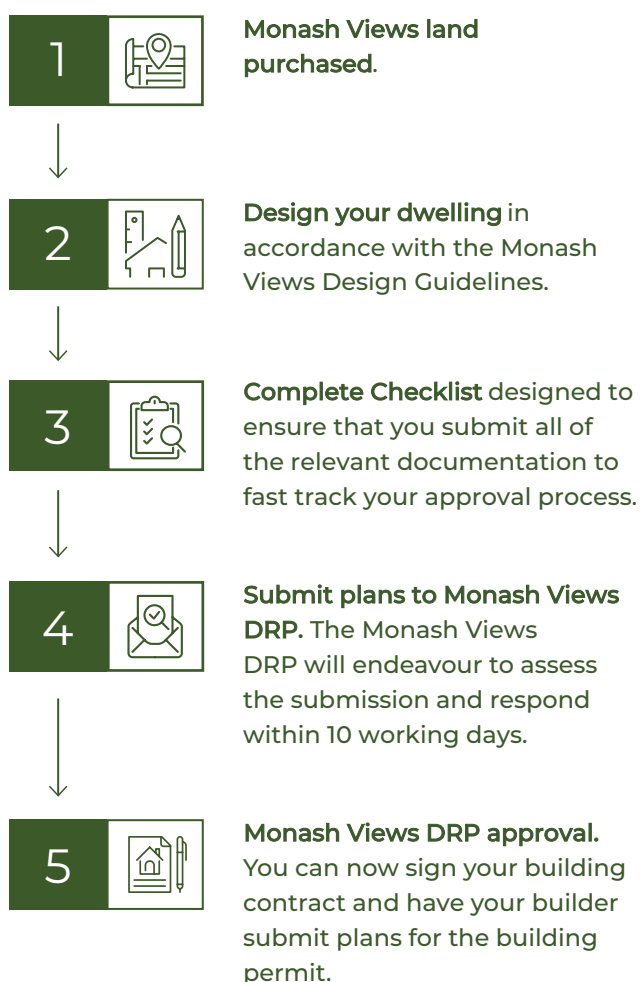 1
Monash Views land
purchased.
2
Design your dwelling in
accordance with the Monash
Views Design Guidelines.
3
Complete Checklist designed to
ensure that you submit all of
the relevant documentation to
fast track your approval process.
4
Submit plans to Monash Views
DRP. The Monash Views
DRP will endeavour to assess
the submission and respond
within 10 working days.
5
Monash Views DRP approval.
You can now sign your building
contract and have your builder
submit plans for the building
permit.